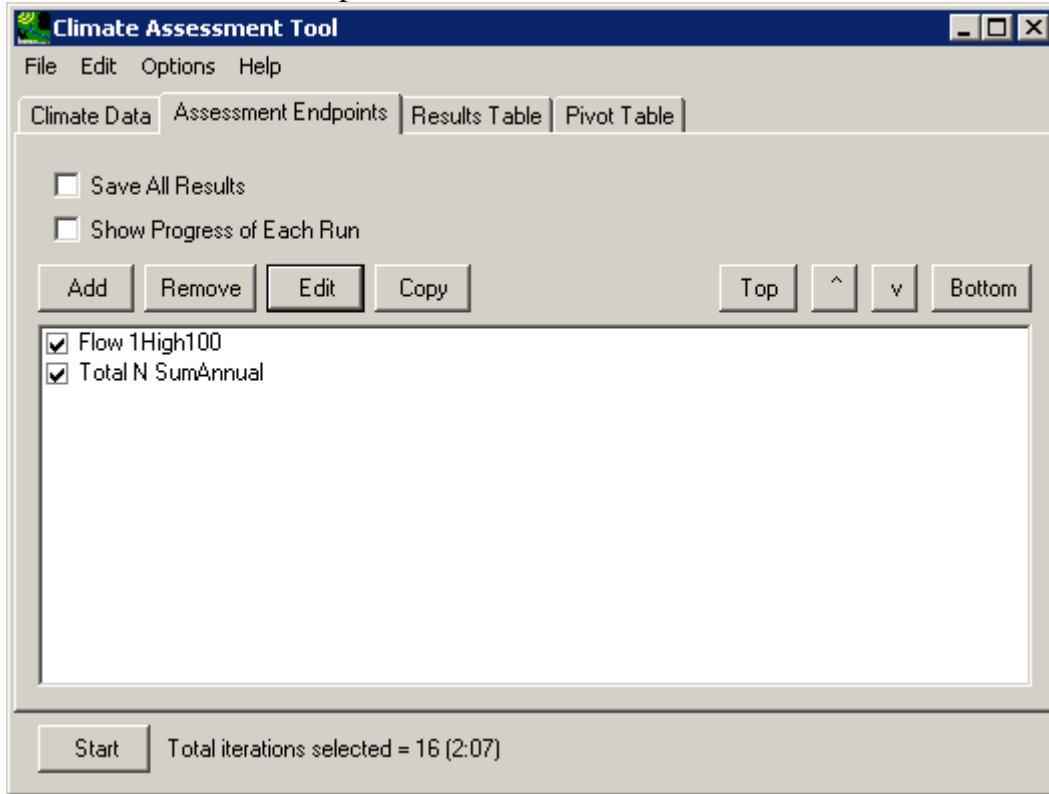 Climate Assessment Tool
File Edit Options Help
Climate Data Assessment Endpoints Results Table Pivot Table
Save All Results
Show Progress of Each Run
Add Remove Edit Copy Top ^ v Bottom
Flow 1High100
Total N SumAnnual
Start Total iterations selected = 16 (2:07)